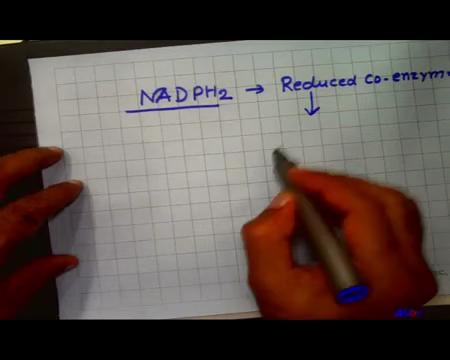 NADPH2 → Reduced co-enzym
↓